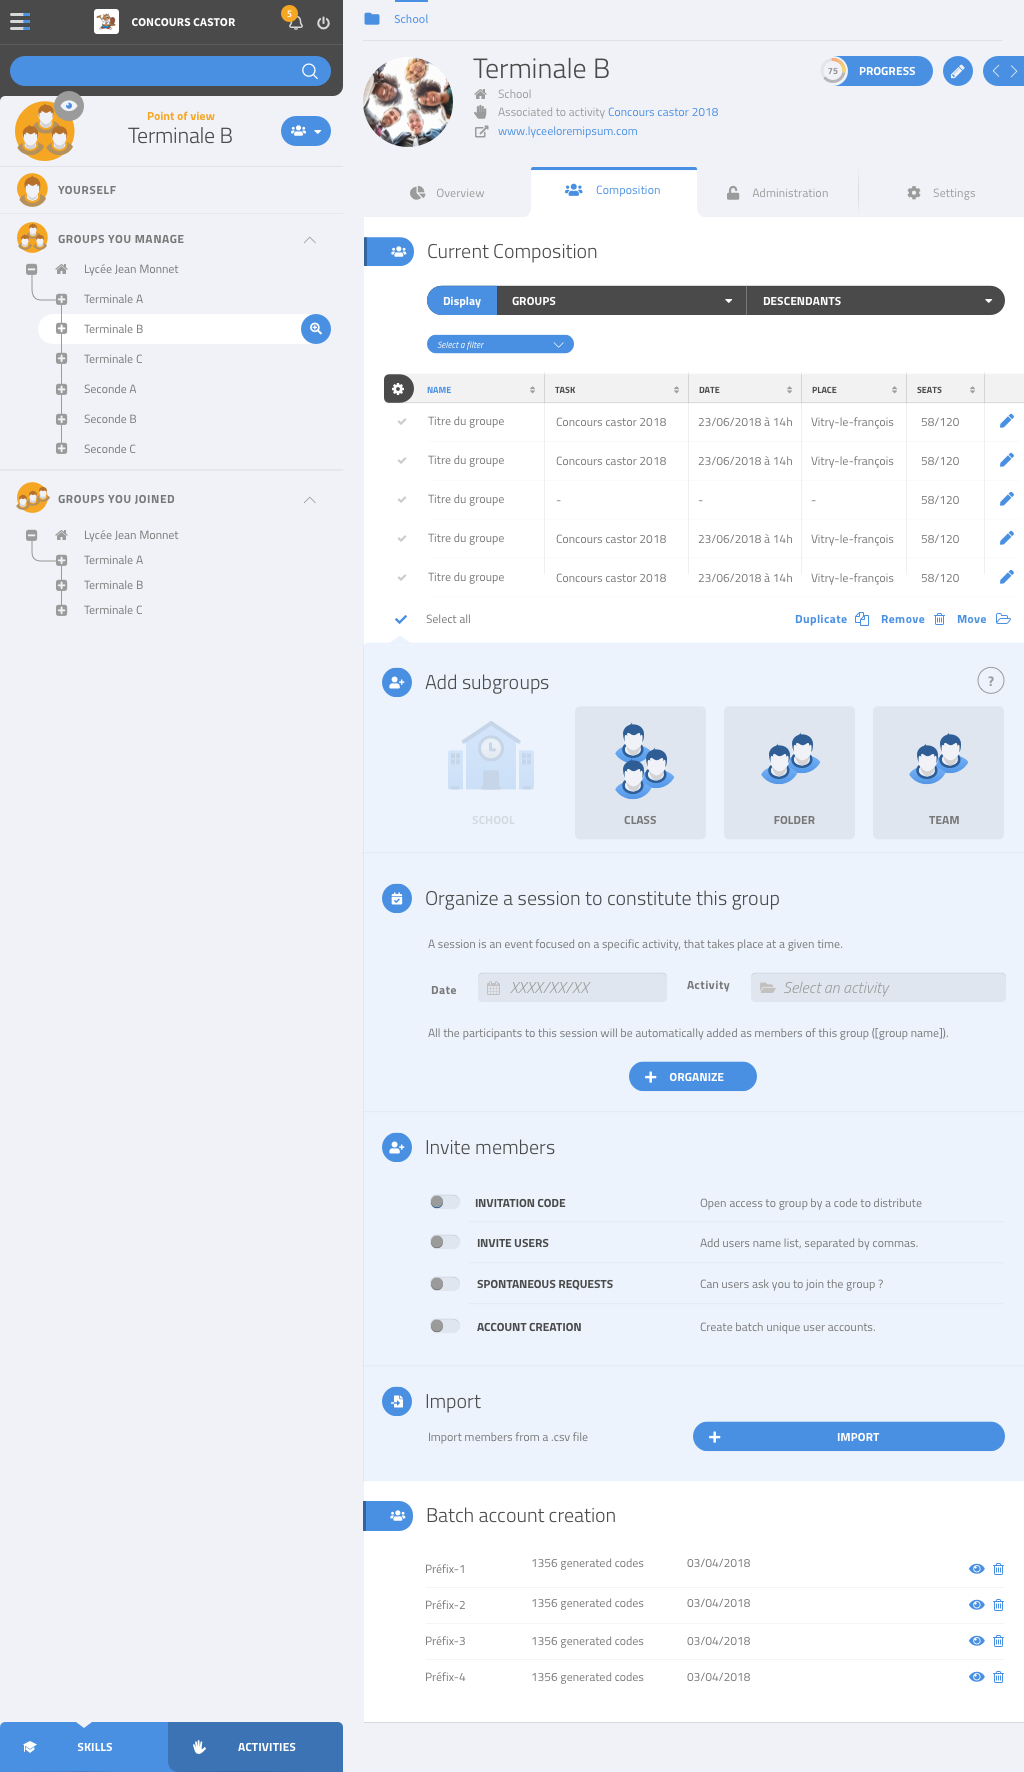 CONCOURS CASTOR
5
Point of view
Terminale B
YOURSELF
GROUPS YOU MANAGE
Lycée Jean Monnet
Terminale A
Terminale B
Terminale C
Seconde A
Seconde B
Seconde C
GROUPS YOU JOINED
Lycée Jean Monnet
Terminale A
Terminale B
Terminale C
SKILLS
ACTIVITIES
School
Terminale B
School
Associated to activity Concours castor 2018
www.lyceeloremipsum.com
75 PROGRESS
Overview
Composition
Administration
Settings
Current Composition
Display GROUPS DESCENDANTS
Select a filter
NAME TASK DATE PLACE SEATS
Titre du groupe Concours castor 2018 23/06/2018 à 14h Vitry-le-françois 58/120
Titre du groupe Concours castor 2018 23/06/2018 à 14h Vitry-le-françois 58/120
Titre du groupe - - - 58/120
Titre du groupe Concours castor 2018 23/06/2018 à 14h Vitry-le-françois 58/120
Titre du groupe Concours castor 2018 23/06/2018 à 14h Vitry-le-françois 58/120
Select all Duplicate Remove Move
Add subgroups ?
SCHOOL CLASS FOLDER TEAM
Organize a session to constitute this group
A session is an event focused on a specific activity, that takes place at a given time.
Date XXXX/XX/XX Activity Select an activity
All the participants to this session will be automatically added as members of this group ([group name]).
ORGANIZE
Invite members
INVITATION CODE Open access to group by a code to distribute
INVITE USERS Add users name list, separated by commas.
SPONTANEOUS REQUESTS Can users ask you to join the group ?
ACCOUNT CREATION Create batch unique user accounts.
Import
Import members from a .csv file IMPORT
Batch account creation
Préfix-1 1356 generated codes 03/04/2018
Préfix-2 1356 generated codes 03/04/2018
Préfix-3 1356 generated codes 03/04/2018
Préfix-4 1356 generated codes 03/04/2018